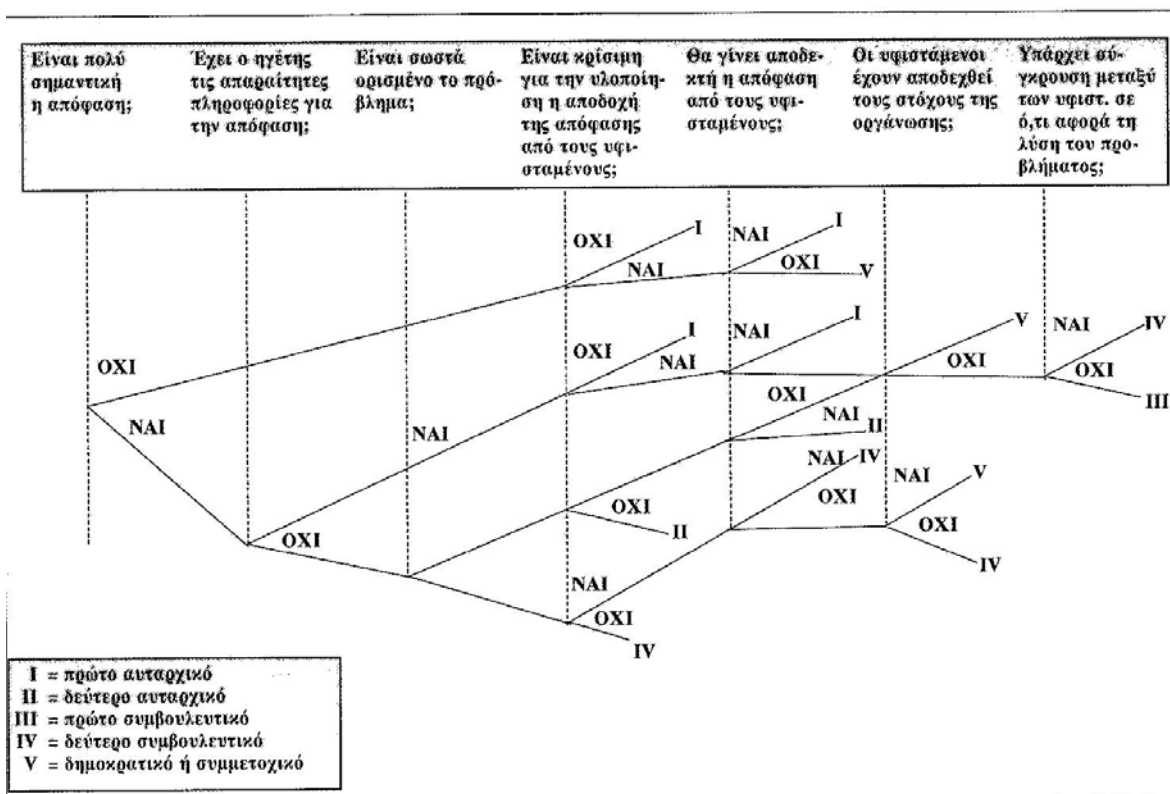 Είναι πολύ
σημαντική
η απόφαση;
Έχει ο ηγέτης
τις απαραίτητες
πληροφορίες για
την απόφαση;
Είναι σωστά
ορισμένο το πρό-
βλημα;
Είναι κρίσιμη
για την υλοποίη-
ση η αποδοχή
της απόφασης
από τους υφι-
σταμένους;
Θα γίνει αποδε-
κτή η απόφαση
από τους υφι-
σταμένους;
Οι υφιστάμενοι
έχουν αποδεχθεί
τους στόχους της
οργάνωσης;
Υπάρχει σύ-
γκρουση μεταξύ
των υφιστ. σε
ό,τι αφορά τη
λύση του προ-
βλήματος;
ΟΧΙ I ΝΑΙ I
ΝΑΙ ΟΧΙ V
ΟΧΙ I ΝΑΙ I V ΝΑΙ IV
ΟΧΙ ΝΑΙ ΟΧΙ ΟΧΙ
ΟΧΙ III
ΝΑΙ ΝΑΙ ΝΑΙ II
ΝΑΙ IV ΝΑΙ V
ΟΧΙ ΟΧΙ II ΟΧΙ ΟΧΙ
IV
ΝΑΙ
ΟΧΙ
IV
I = πρώτο αυταρχικό
II = δεύτερο αυταρχικό
III = πρώτο συμβουλευτικό
IV = δεύτερο συμβουλευτικό
V = δημοκρατικό ή συμμετοχικό